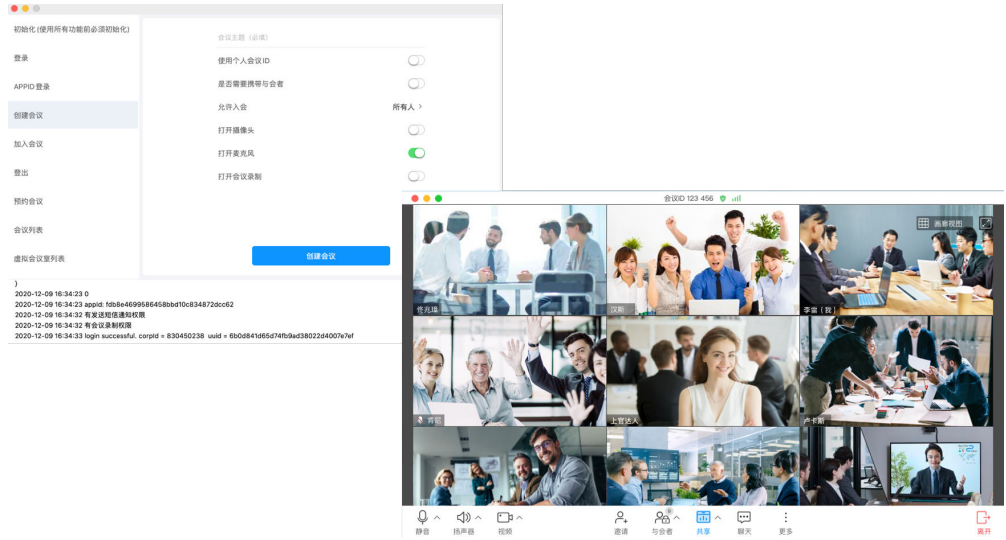 初始化(使用所有功能前必须初始化)
登录
APPID登录
创建会议
加入会议
登出
预约会议
会议列表
虚拟会议室列表
会议主题（必填）
使用个人会议ID
是否需要携带与会者
允许入会 所有人
打开摄像头
打开麦克风
打开会议录制
创建会议
)
2020-12-09 16:34:23 0
2020-12-09 16:34:23 appid: fdb8e4699586458bbd10c834872dcc62
2020-12-09 16:34:32 有发送短信通知权限
2020-12-09 16:34:32 有会议录制权限
2020-12-09 16:34:33 login successful. corpId = 830450238 uuid = 6b0d841d65d74fb9ad38022d4007e7ef
会议ID 123 456
画廊视图
佟兆璋
汉斯
李雷（我）
肯尼
上官达人
卢卡斯
静音
扬声器
视频
邀请
与会者
共享
聊天
更多
离开